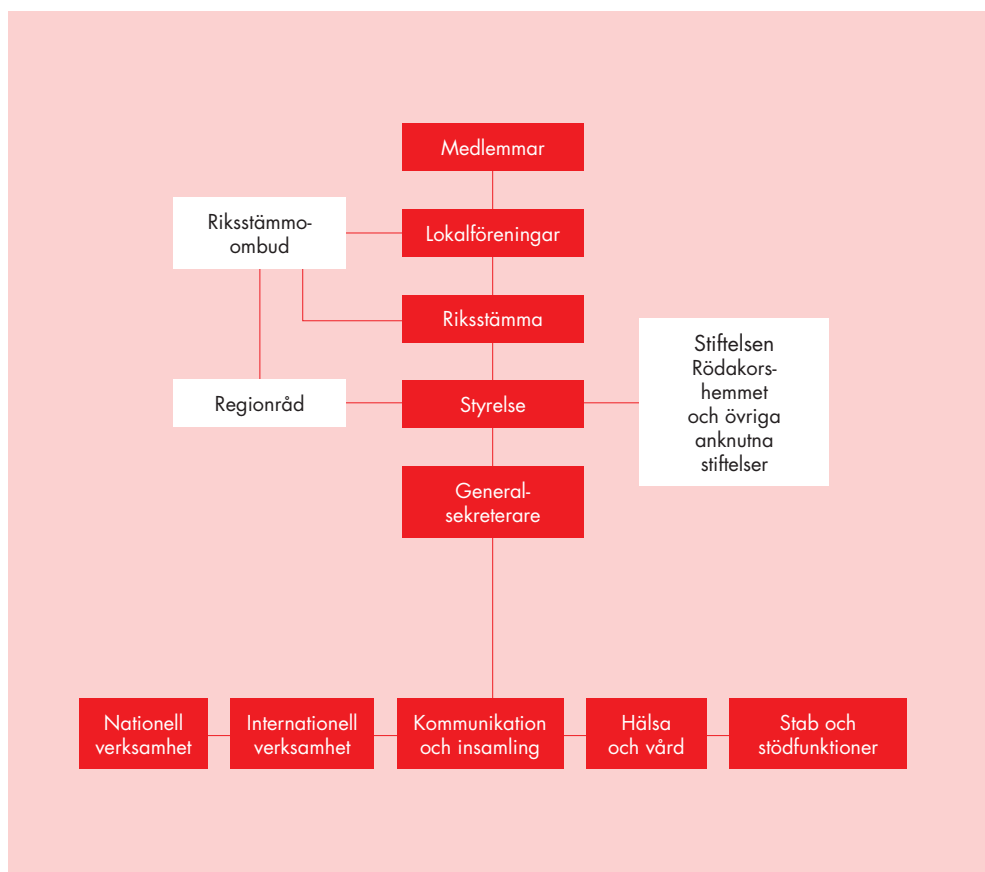 Medlemmar
Riksstämmo-
ombud
Lokalföreningar
Riksstämma
Stiftelsen
Rödakors-
hemmet
och övriga
anknutna
stiftelser
Regionråd
Styrelse
General-
sekreterare
Nationell
verksamhet
Internationell
verksamhet
Kommunikation
och insamling
Hälsa
och vård
Stab och
stödfunktioner